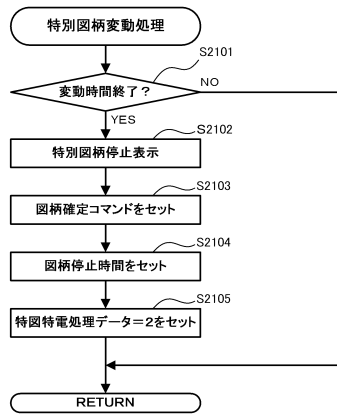 特別図柄変動処理
S2101
変動時間終了？
NO
YES
S2102
特別図柄停止表示
S2103
図柄確定コマンドをセット
S2104
図柄停止時間をセット
S2105
特図特電処理データ＝2をセット
RETURN